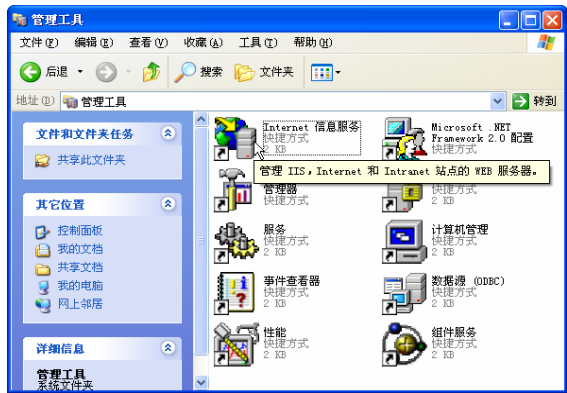 管理工具
文件(F) 编辑(E) 查看(V) 收藏(A) 工具(T) 帮助(H)
后退 搜索 文件夹
地址(D) 管理工具 转到
文件和文件夹任务
共享此文件夹
其它位置
控制面板
我的文档
共享文档
我的电脑
网上邻居
详细信息
管理工具
系统文件夹
Internet 信息服务
快捷方式
2 KB
Microsoft .NET
Framework 2.0 配置
快捷方式
管理 IIS，Internet 和 Intranet 站点的 WEB 服务器。
管理器
快捷方式
快捷方式
2 KB
服务
快捷方式
2 KB
计算机管理
快捷方式
2 KB
事件查看器
快捷方式
2 KB
数据源 (ODBC)
快捷方式
2 KB
性能
快捷方式
2 KB
组件服务
快捷方式
2 KB